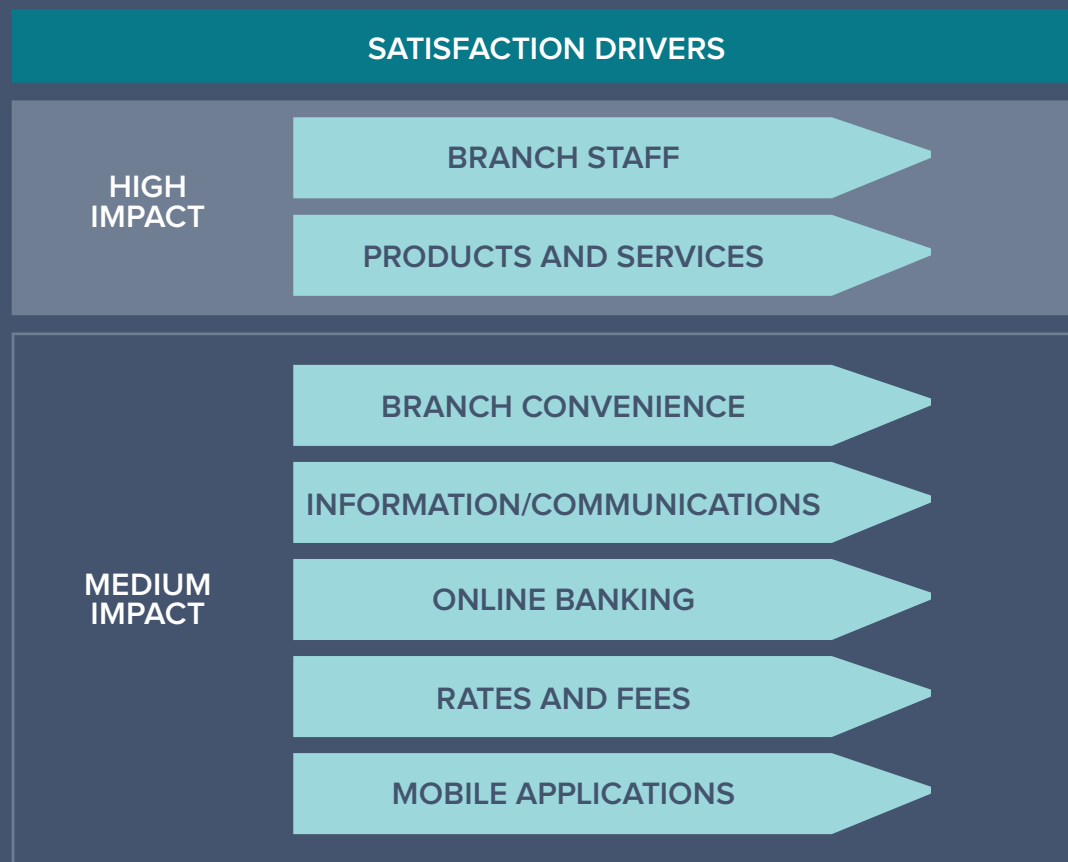 SATISFACTION DRIVERS
HIGH
IMPACT
BRANCH STAFF
PRODUCTS AND SERVICES
MEDIUM
IMPACT
BRANCH CONVENIENCE
INFORMATION/COMMUNICATIONS
ONLINE BANKING
RATES AND FEES
MOBILE APPLICATIONS